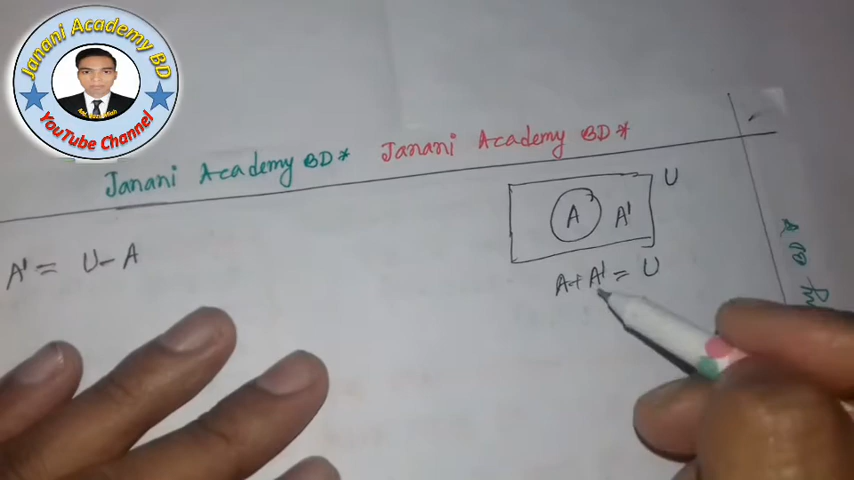 Janani Academy BD
YouTube Channel
Janani Academy BD* Janani Academy BD*
U
A A'
A' = U - A
A + A' = U